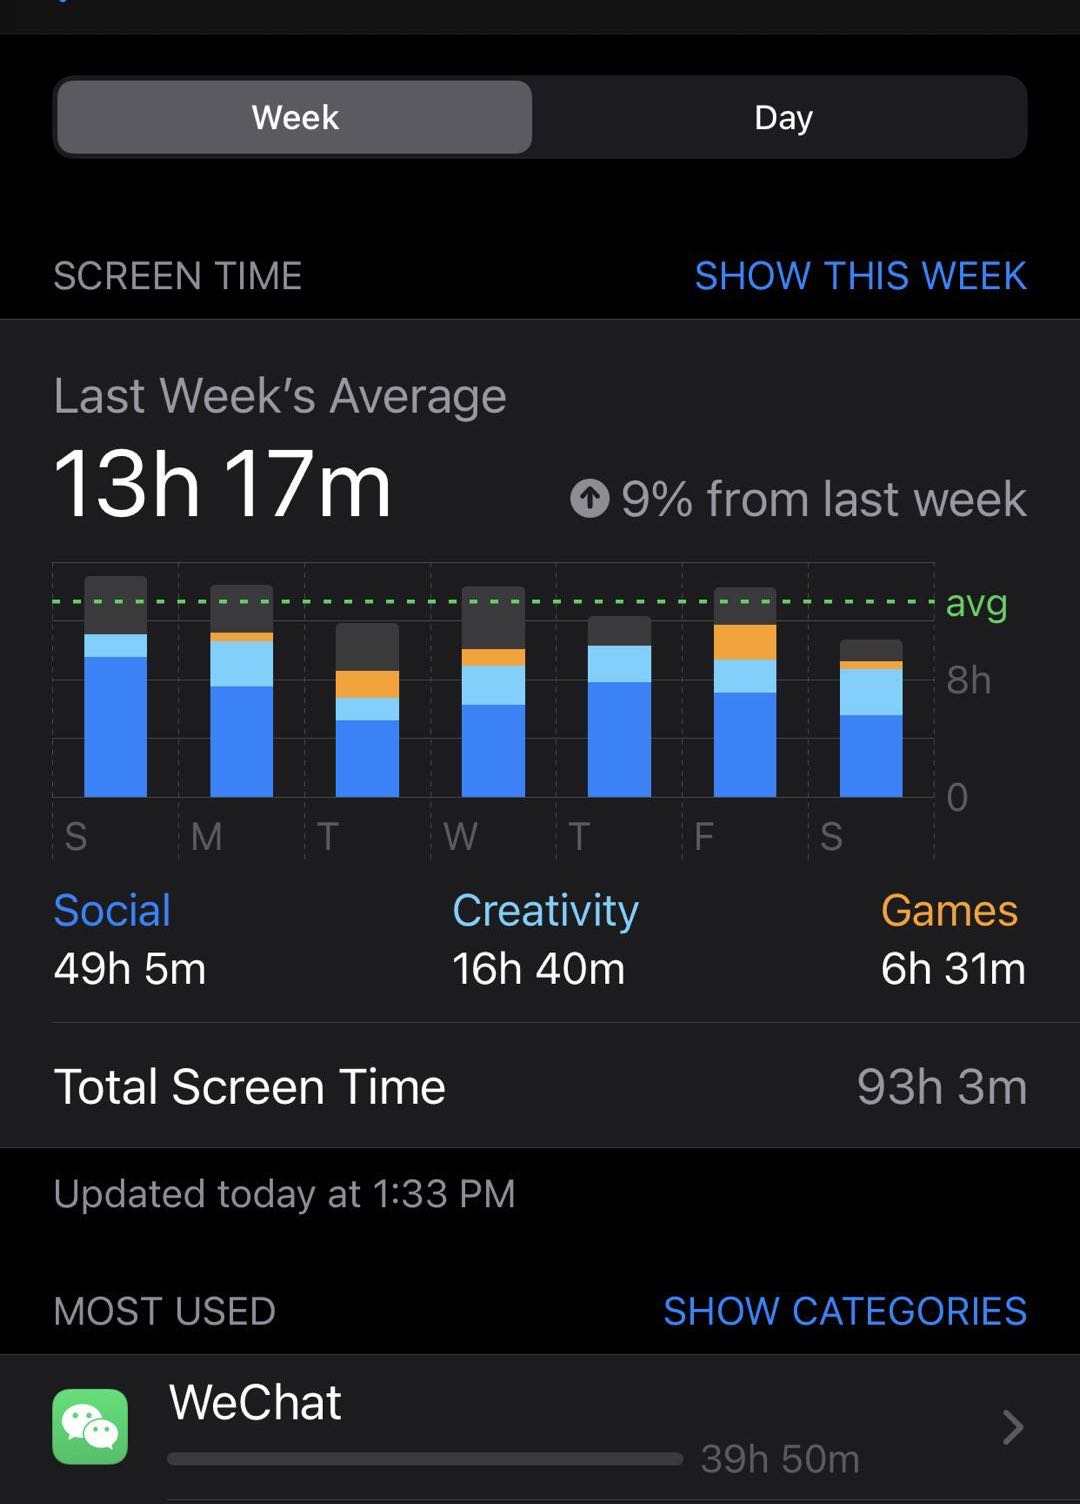 Week Day
SCREEN TIME SHOW THIS WEEK
Last Week's Average
13h 17m 9% from last week
avg
8h
0
S M T W T F S
Social Creativity Games
49h 5m 16h 40m 6h 31m
Total Screen Time 93h 3m
Updated today at 1:33 PM
MOST USED SHOW CATEGORIES
WeChat
39h 50m